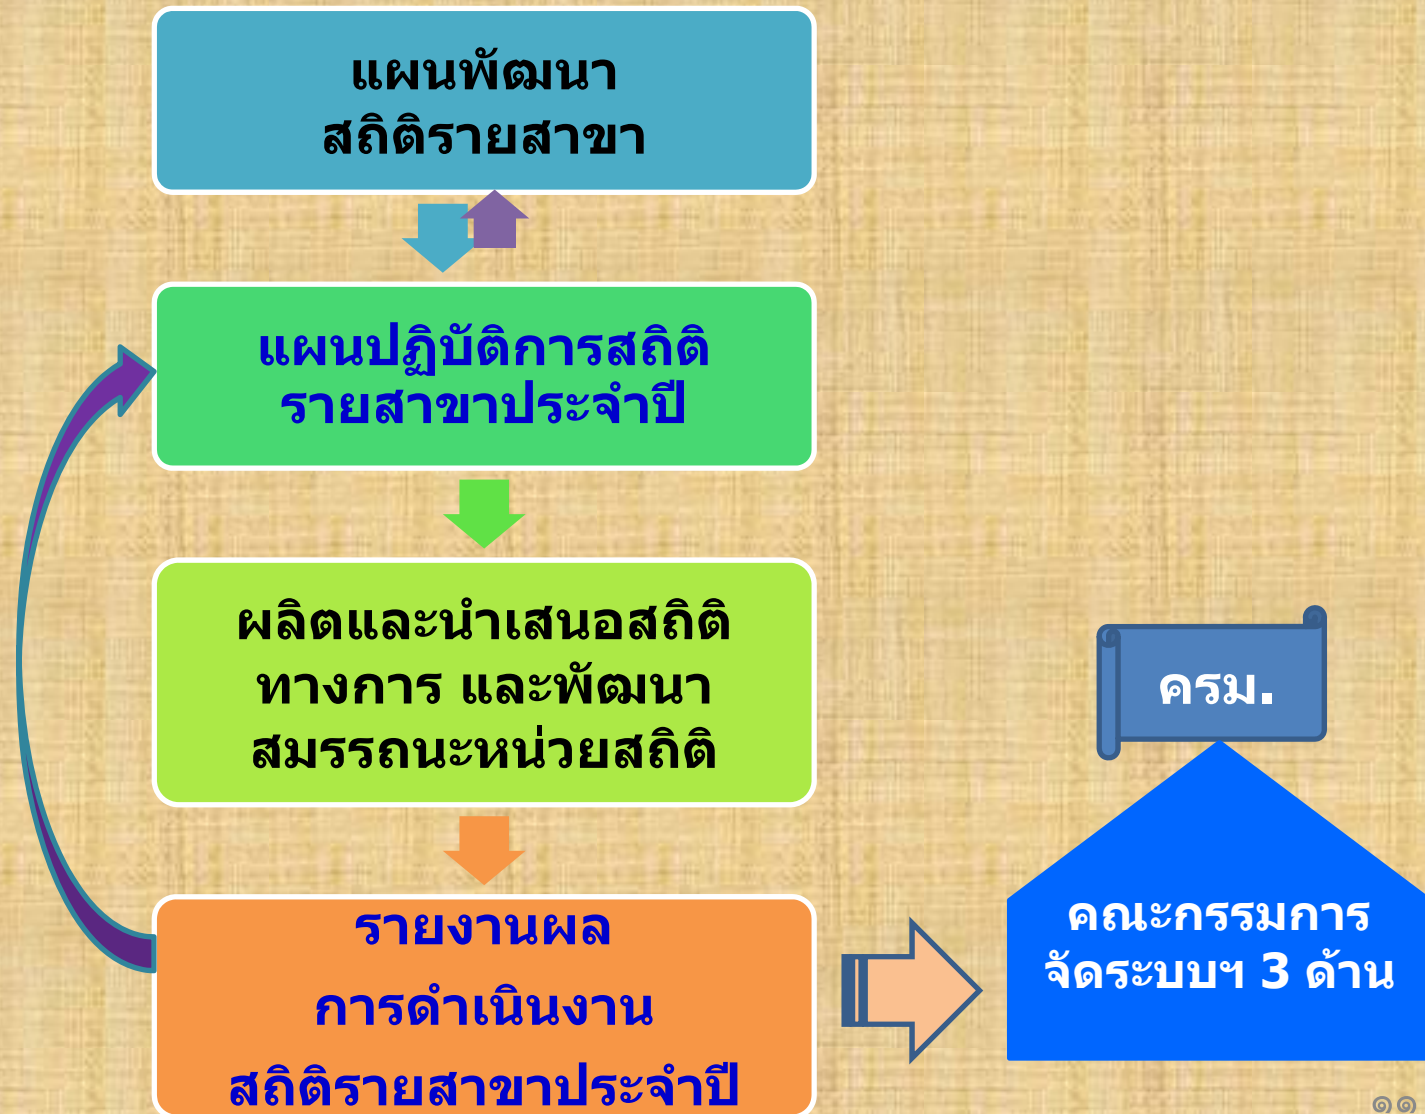 แผนพัฒนา
สถิติรายสาขา
แผนปฏิบัติการสถิติ
รายสาขาประจำปี
ผลิตและนำเสนอสถิติ
ทางการ และพัฒนา
สมรรถนะหน่วยสถิติ
รายงานผล
การดำเนินงาน
สถิติรายสาขาประจำปี
ครม.
คณะกรรมการ
จัดระบบฯ 3 ด้าน
๑๑